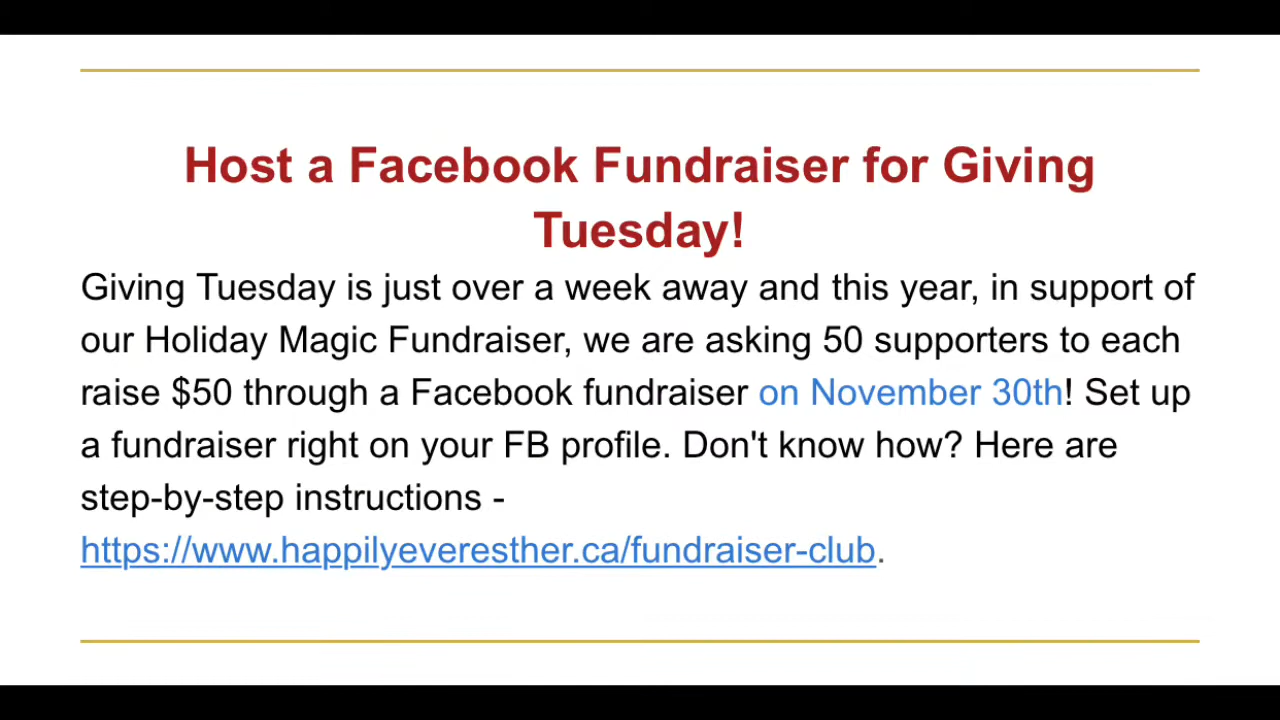 Host a Facebook Fundraiser for Giving
Tuesday!
Giving Tuesday is just over a week away and this year, in support of
our Holiday Magic Fundraiser, we are asking 50 supporters to each
raise $50 through a Facebook fundraiser on November 30th! Set up
a fundraiser right on your FB profile. Don't know how? Here are
step-by-step instructions -
https://www.happilyeveresther.ca/fundraiser-club.